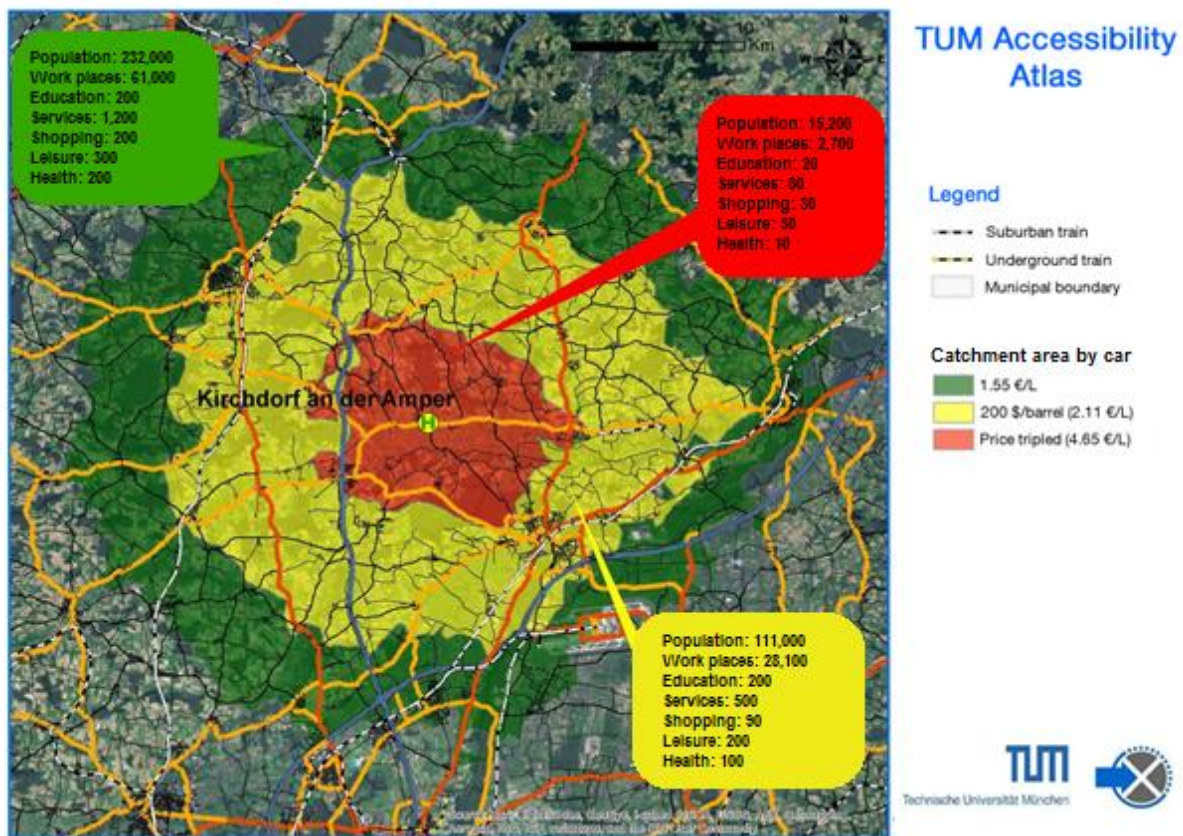 Population: 232,000
Work places: 61,000
Education: 200
Services: 1,200
Shopping: 200
Leisure: 300
Health: 200
10
Km
N
W
E
S
Population: 15,200
Work places: 2,700
Education: 20
Services: 80
Shopping: 30
Leisure: 50
Health: 10
Kirchdorf an der Amper
H
Population: 111,000
Work places: 28,100
Education: 200
Services: 500
Shopping: 90
Leisure: 200
Health: 100
TUM Accessibility
Atlas
Legend
Suburban train
Underground train
Municipal boundary
Catchment area by car
1.55 €/L
200 $/barrel (2.11 €/L)
Price tripled (4.65 €/L)
TUM
Technische Universität München